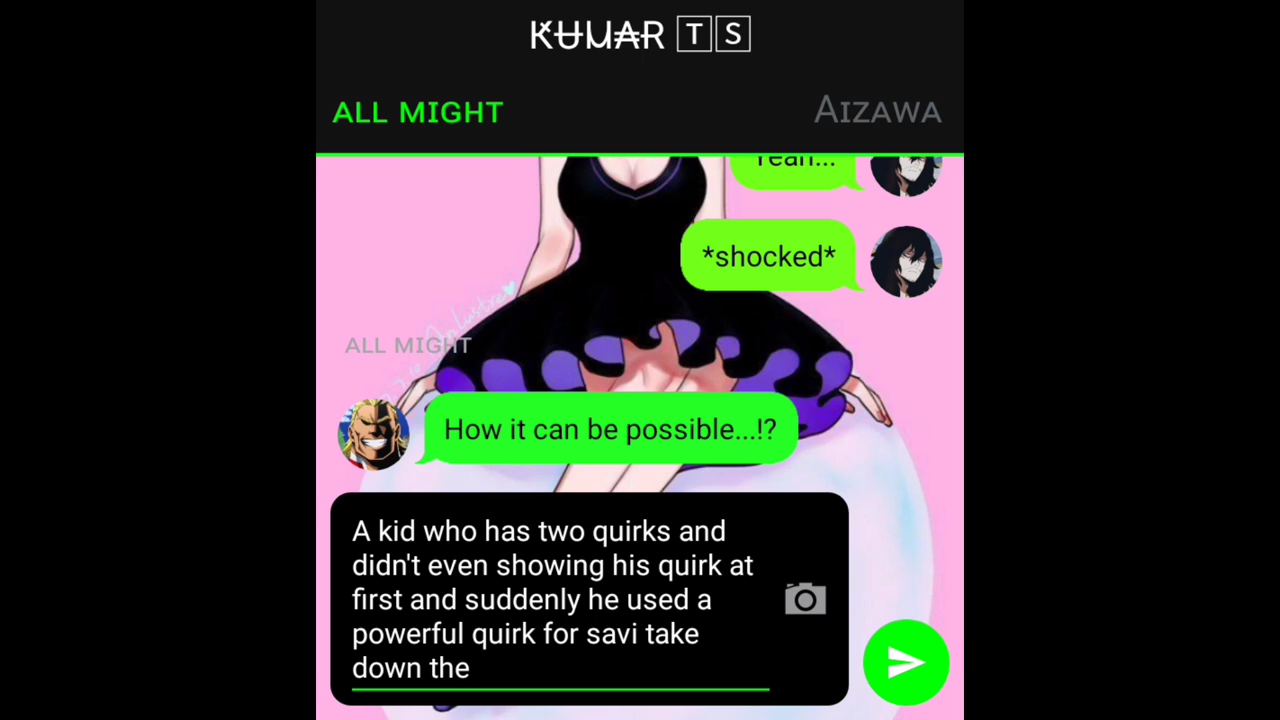 KUMAR TS
ALL MIGHT
AIZAWA
Yeah...
*shocked*
ALL MIGHT
How it can be possible...!?
A kid who has two quirks and
didn't even showing his quirk at
first and suddenly he used a
powerful quirk for savi take
down the